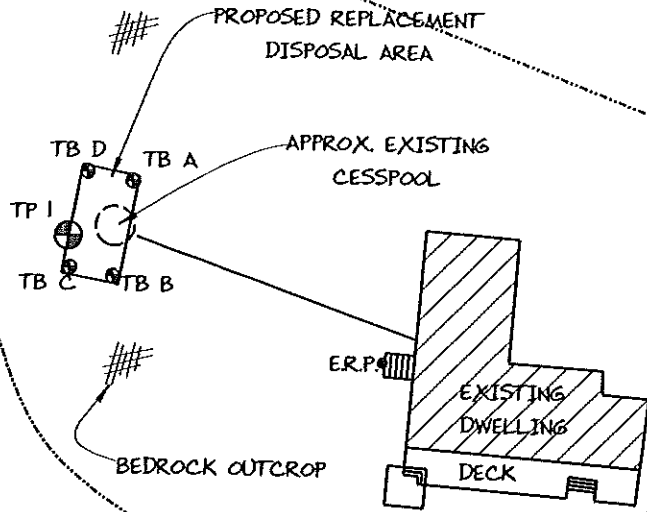 PROPOSED REPLACEMENT
DISPOSAL AREA
TB D
TB A
APPROX. EXISTING
CESSPOOL
TP 1
TB C
TB B
E.R.P.
EXISTING
DWELLING
BEDROCK OUTCROP
DECK